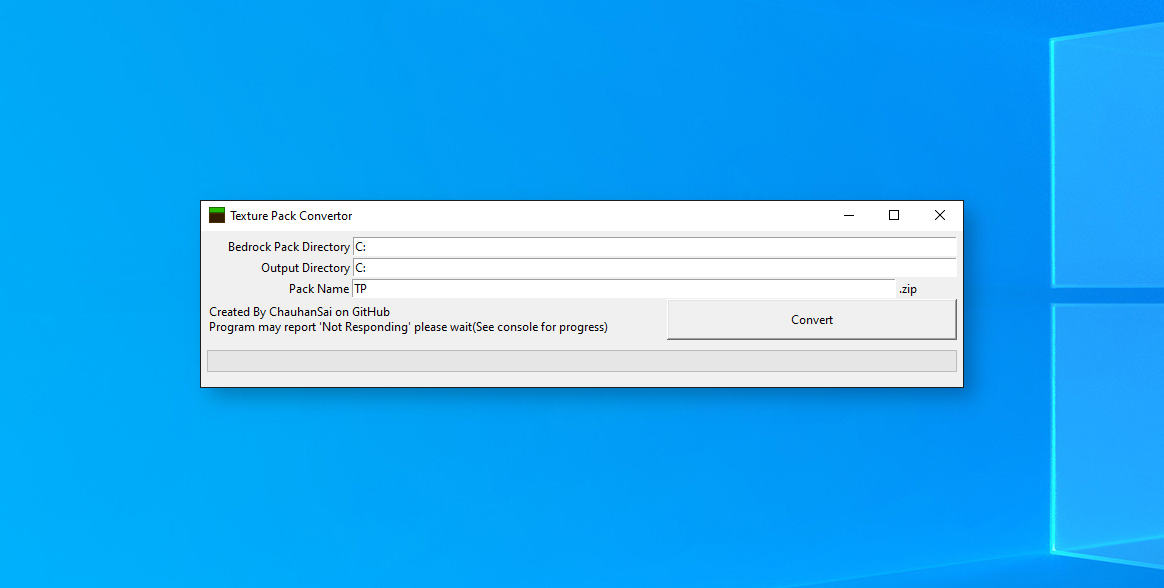 Texture Pack Convertor
Bedrock Pack Directory C:
Output Directory C:
Pack Name TP .zip
Created By ChauhanSai on GitHub
Program may report 'Not Responding' please wait(See console for progress)
Convert